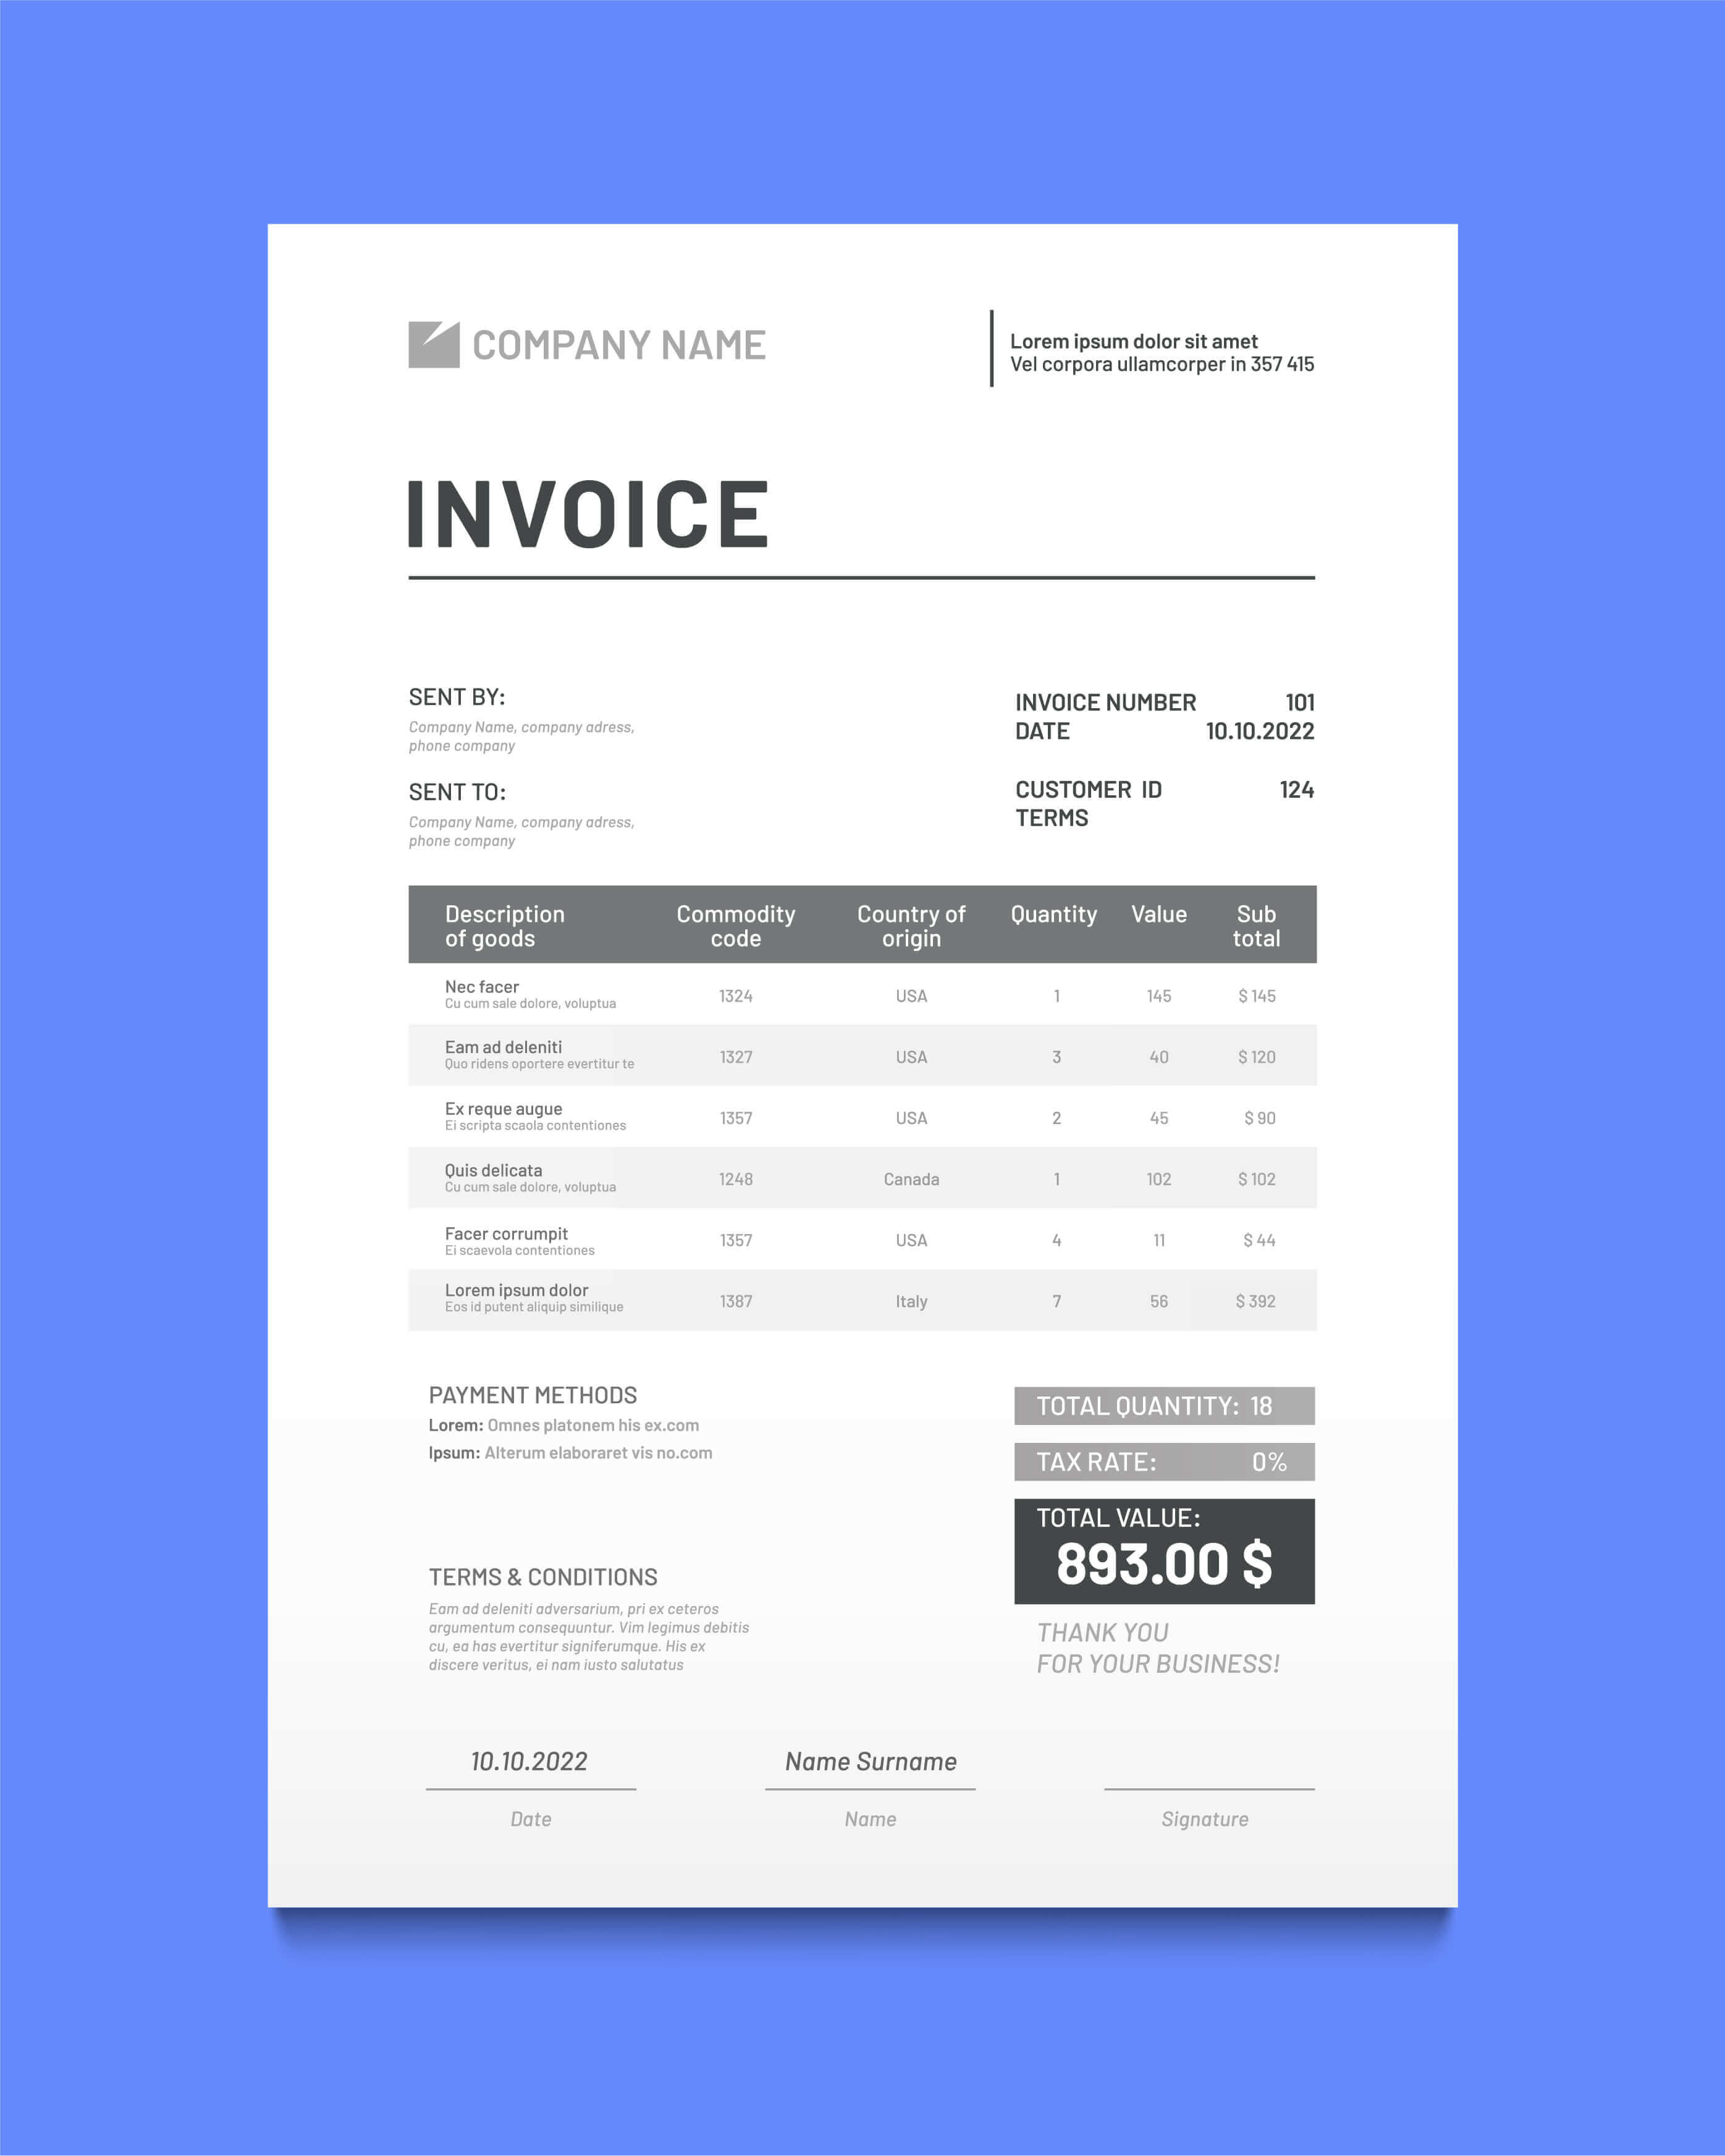 COMPANY NAME
Lorem ipsum dolor sit amet
Vel corpora ullamcorper in 357 415
INVOICE
SENT BY:
Company Name, company adress,
phone company
SENT TO:
Company Name, company adress,
phone company
INVOICE NUMBER 101
DATE 10.10.2022
CUSTOMER ID 124
TERMS
Description of goods Commodity code Country of origin Quantity Value Sub total
Nec facer 1324 USA 1 145 $ 145
Cu cum sale dolore, voluptua
Eam ad deleniti 1327 USA 3 40 $ 120
Quo ridens oportere evertitur te
Ex reque augue 1357 USA 2 45 $ 90
Ei scripta scaola contentiones
Quis delicata 1248 Canada 1 102 $ 102
Cu cum sale dolore, voluptua
Facer corrumpit 1357 USA 4 11 $ 44
Ei scaevola contentiones
Lorem ipsum dolor 1387 Italy 7 56 $ 392
Eos id putent aliquip similique
PAYMENT METHODS
Lorem: Omnes platonem his ex.com
Ipsum: Alterum elaboraret vis no.com
TOTAL QUANTITY: 18
TAX RATE: 0%
TOTAL VALUE:
893.00 $
TERMS & CONDITIONS
Eam ad deleniti adversarium, pri ex ceteros
argumentum consequuntur. Vim legimus debitis
cu, ea has evertitur signiferumque. His ex
discere veritus, ei nam iusto salutatus
THANK YOU
FOR YOUR BUSINESS!
10.10.2022 Name Surname
Date Name Signature